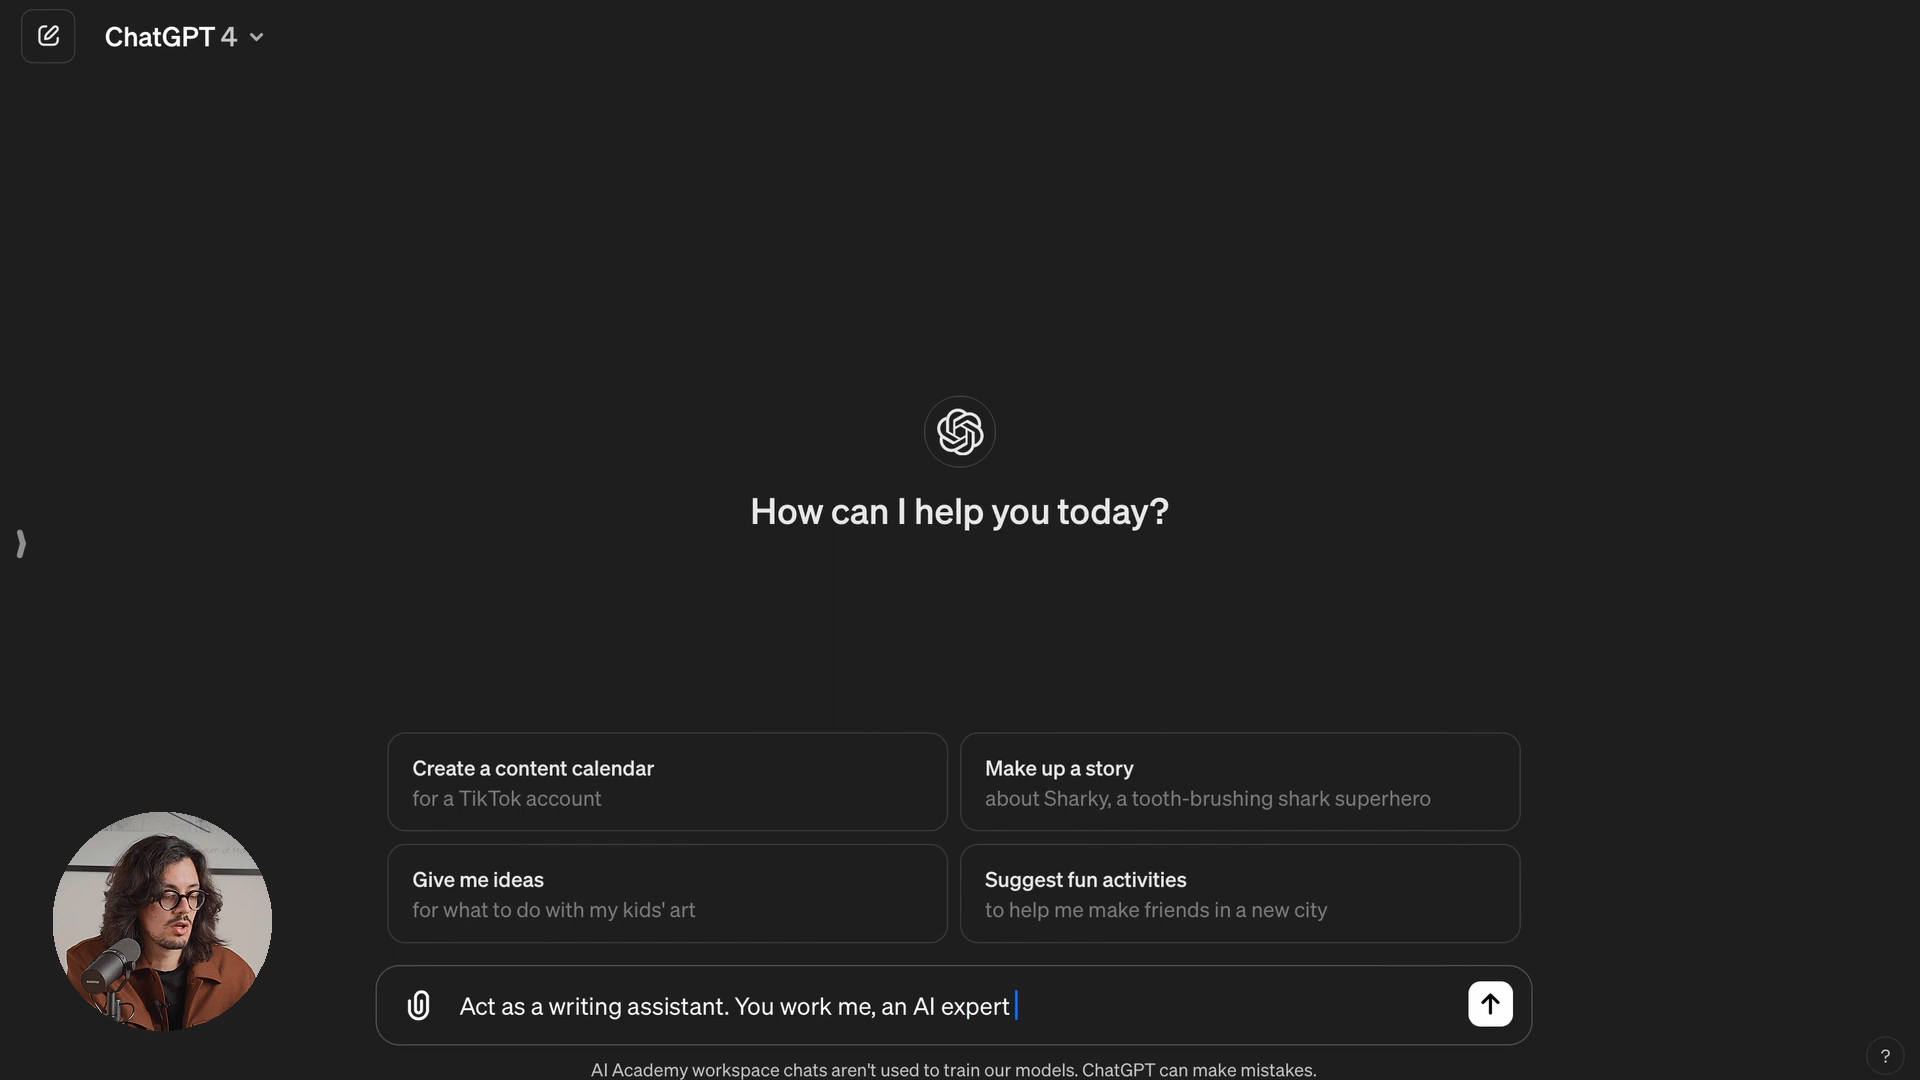 ChatGPT 4
How can I help you today?
Create a content calendar
for a TikTok account
Make up a story
about Sharky, a tooth-brushing shark superhero
Give me ideas
for what to do with my kids' art
Suggest fun activities
to help me make friends in a new city
Act as a writing assistant. You work me, an AI expert
AI Academy workspace chats aren't used to train our models. ChatGPT can make mistakes.
?